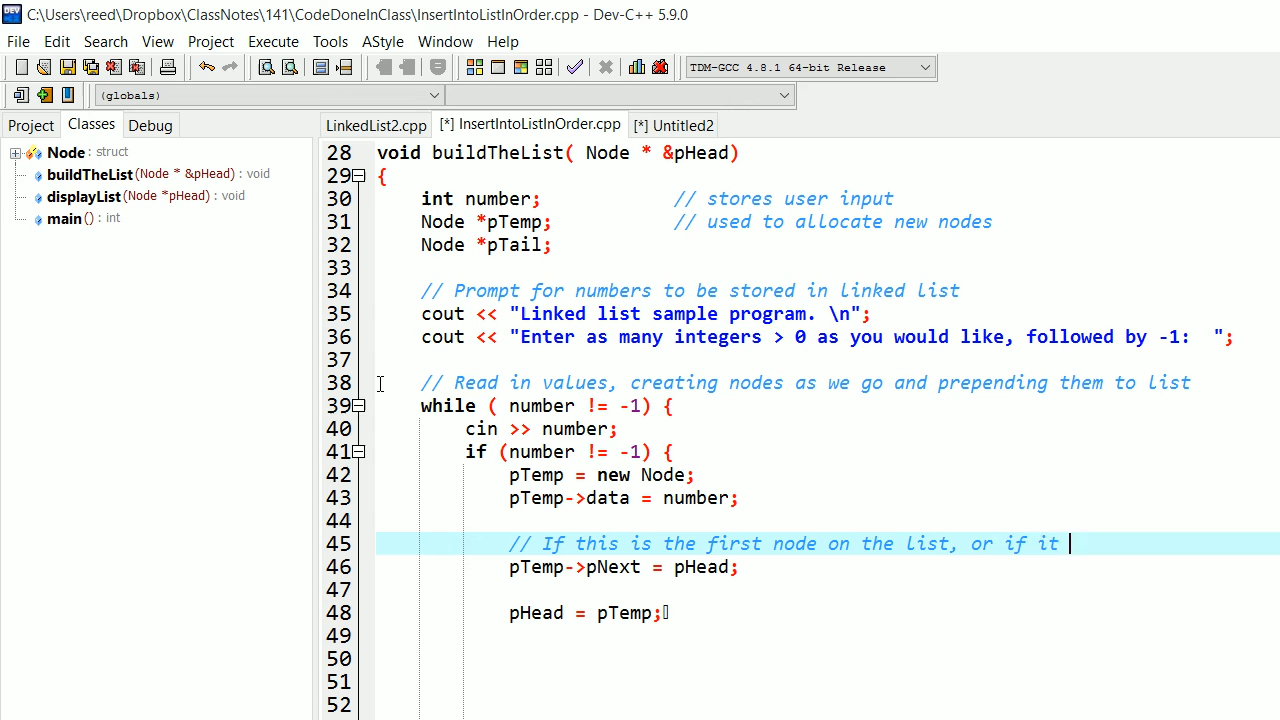 C:\Users\reed\Dropbox\ClassNotes\141\CodeDoneInClass\InsertIntoListInOrder.cpp - Dev-C++ 5.9.0
File Edit Search View Project Execute Tools AStyle Window Help
TDM-GCC 4.8.1 64-bit Release
(globals)
Project Classes Debug
LinkedList2.cpp [*] InsertIntoListInOrder.cpp [*] Untitled2
Node : struct
buildTheList (Node * &pHead) : void
displayList (Node *pHead) : void
main () : int
28 void buildTheList( Node * &pHead)
29 {
30 int number; // stores user input
31 Node *pTemp; // used to allocate new nodes
32 Node *pTail;
33
34 // Prompt for numbers to be stored in linked list
35 cout << "Linked list sample program. \n";
36 cout << "Enter as many integers > 0 as you would like, followed by -1:  ";
37
38 // Read in values, creating nodes as we go and prepending them to list
39 while ( number != -1) {
40 cin >> number;
41 if (number != -1) {
42 pTemp = new Node;
43 pTemp->data = number;
44
45 // If this is the first node on the list, or if it
46 pTemp->pNext = pHead;
47
48 pHead = pTemp;
49
50
51
52